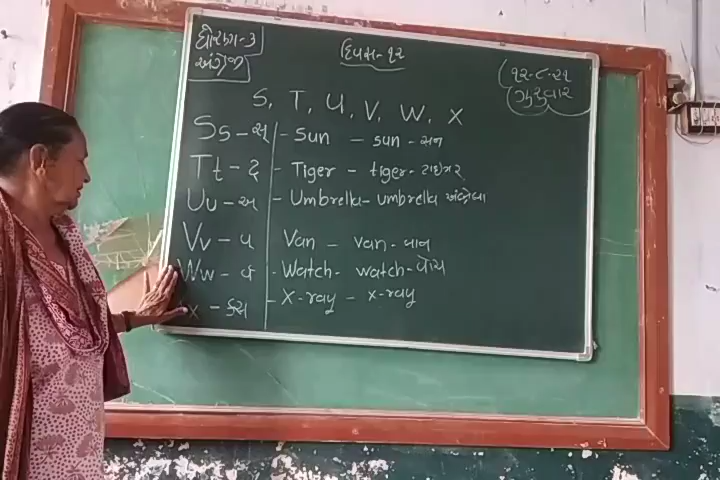 ધોરણ-૩
અંગ્રેજી
દિવસ-૧૨
૧૨-૮-૨૧
ગુરુવાર
S, T, U, V, W, X
Ss - સ - Sun - sun - સન
Tt - ટ - Tiger - tiger - ટાઇગર
Uu - અ - Umbrella - umbrella અંબ્રેલા
Vv - વ Van - van - વાન
Ww - વ - Watch - watch - વોચ
x - ક્સ - X-ray - x-ray